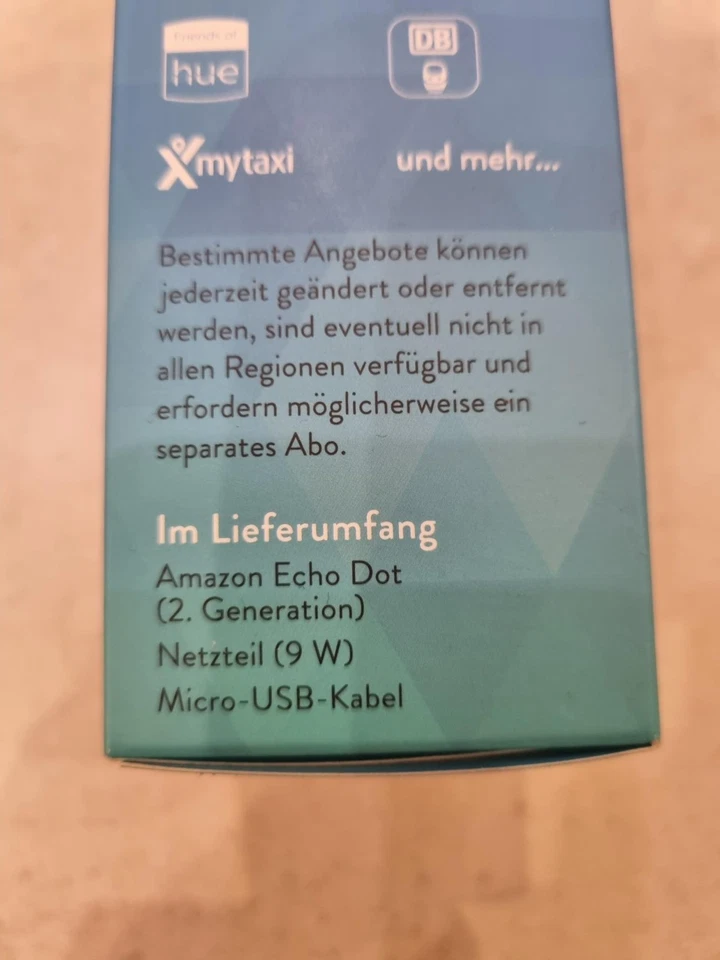 Friends of
hue
DB
mytaxi
und mehr...
Bestimmte Angebote können
jederzeit geändert oder entfernt
werden, sind eventuell nicht in
allen Regionen verfügbar und
erfordern möglicherweise ein
separates Abo.
Im Lieferumfang
Amazon Echo Dot
(2. Generation)
Netzteil (9 W)
Micro-USB-Kabel